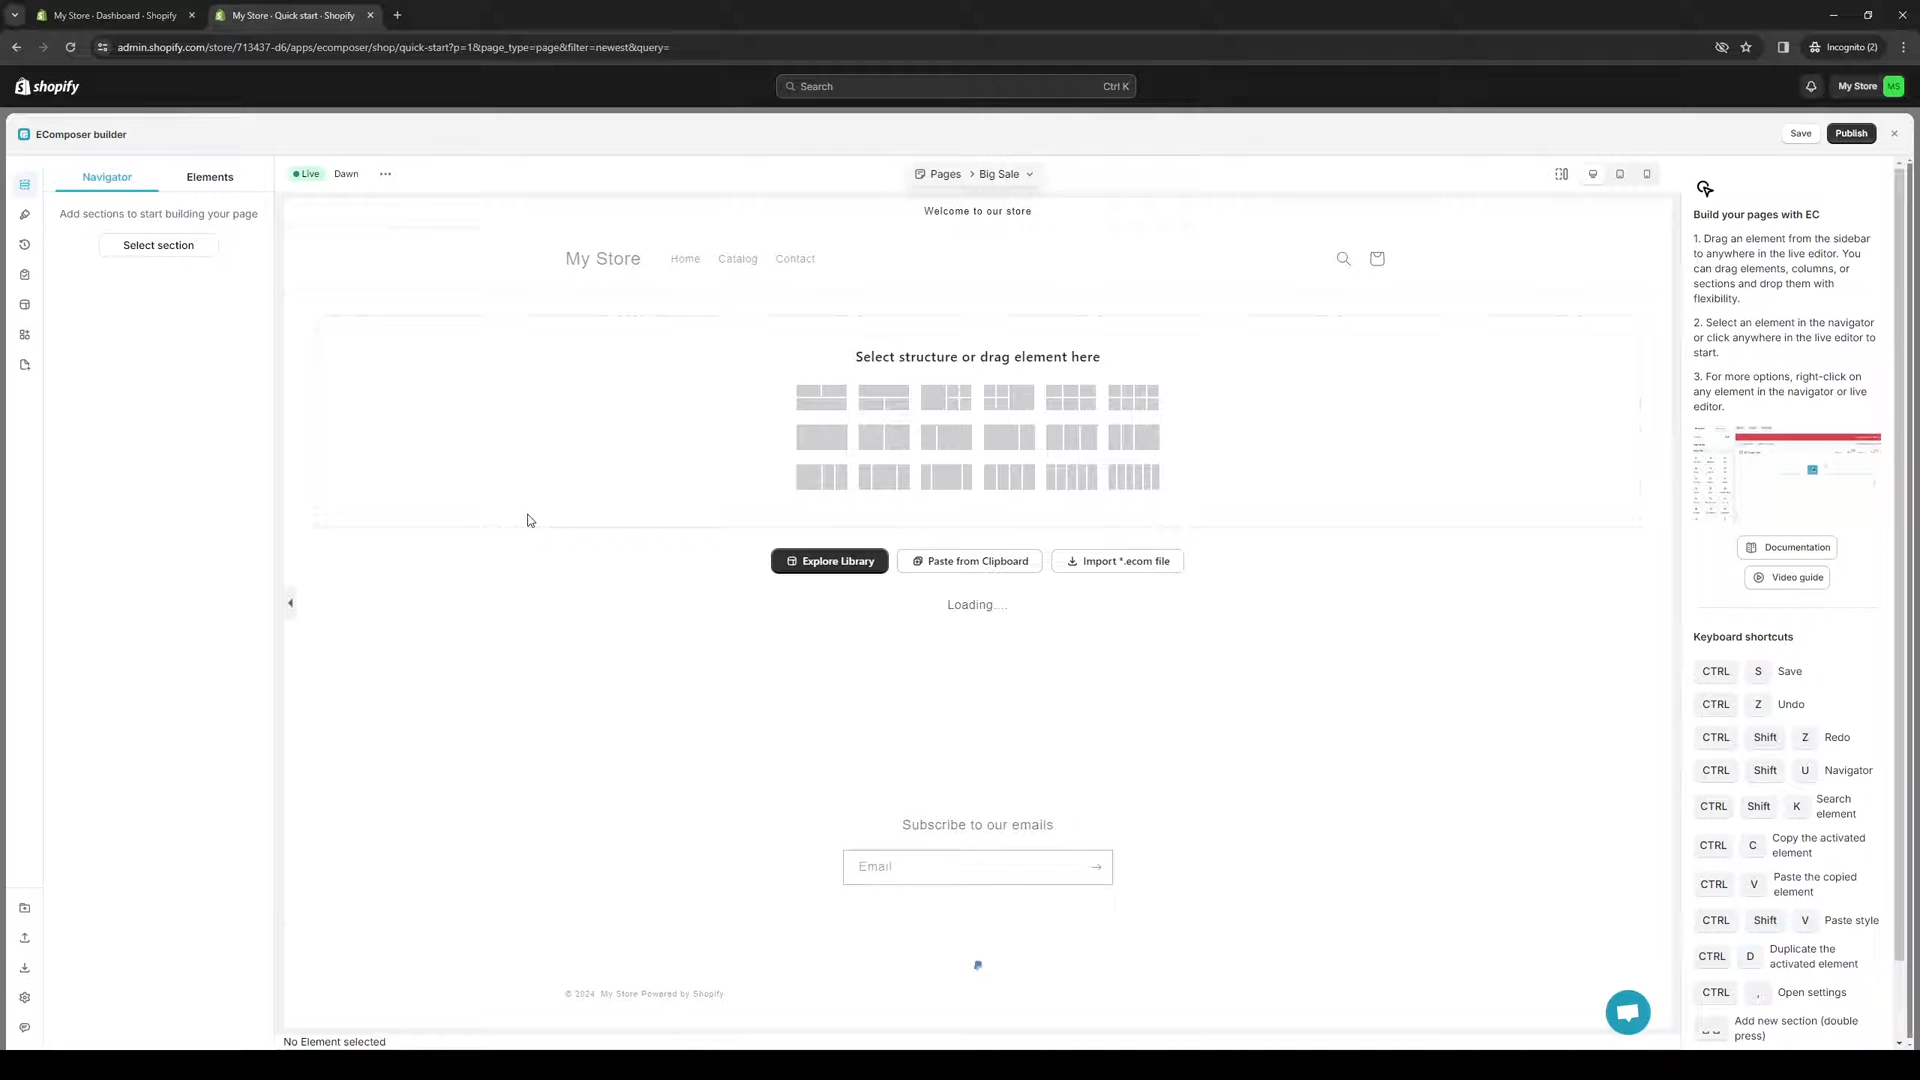 My Store · Dashboard · Shopify
My Store · Quick start · Shopify
admin.shopify.com/store/713437-d6/apps/ecomposer/shop/quick-start?p=1&page_type=page&filter=newest&query=
Incognito (2)
shopify
Search
Ctrl K
My Store
MS
EComposer builder
Save
Publish
Navigator
Elements
Add sections to start building your page
Select section
Live
Dawn
Pages > Big Sale
Welcome to our store
My Store
Home
Catalog
Contact
Select structure or drag element here
Explore Library
Paste from Clipboard
Import *.ecom file
Loading....
Subscribe to our emails
Email
© 2024 My Store Powered by Shopify
No Element selected
Build your pages with EC
1. Drag an element from the sidebar
to anywhere in the live editor. You
can drag elements, columns, or
sections and drop them with
flexibility.
2. Select an element in the navigator
or click anywhere in the live editor to
start.
3. For more options, right-click on
any element in the navigator or live
editor.
Documentation
Video guide
Keyboard shortcuts
CTRL S Save
CTRL Z Undo
CTRL Shift Z Redo
CTRL Shift U Navigator
CTRL Shift K Search
element
CTRL C Copy the activated
element
CTRL V Paste the copied
element
CTRL Shift V Paste style
CTRL D Duplicate the
activated element
CTRL , Open settings
Add new section (double
press)